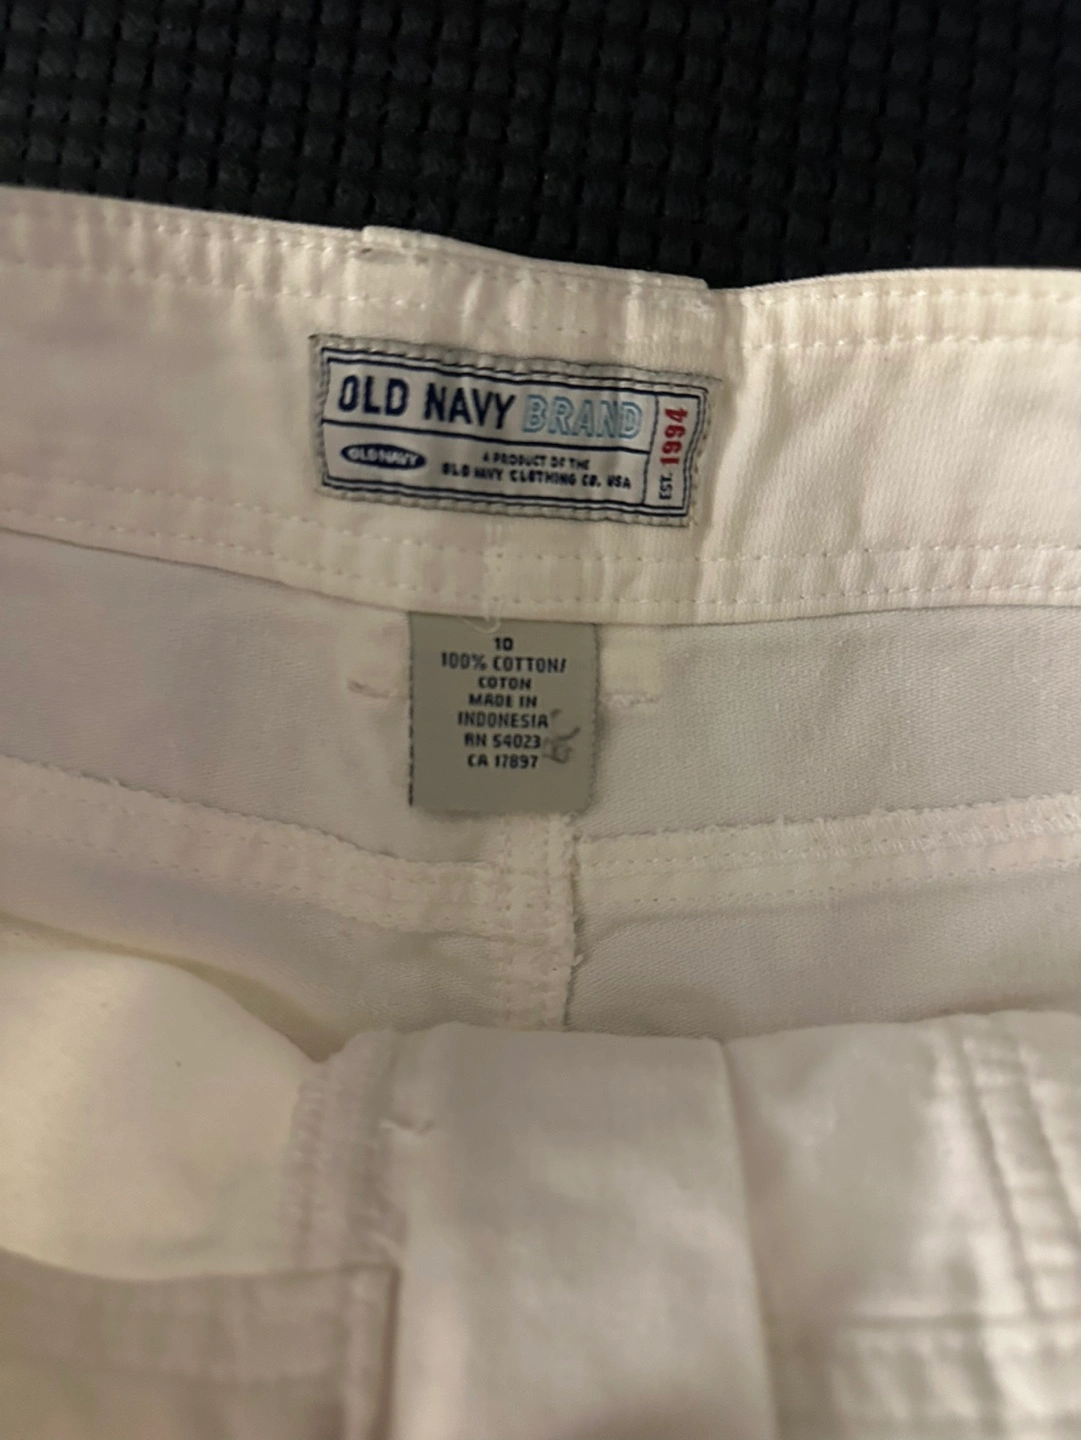 OLD NAVY BRAND
OLD NAVY
A PRODUCT OF THE
OLD NAVY CLOTHING CO. USA
EST. 1994
10
100% COTTON/
COTON
MADE IN
INDONESIA
RN 54023
CA 17897